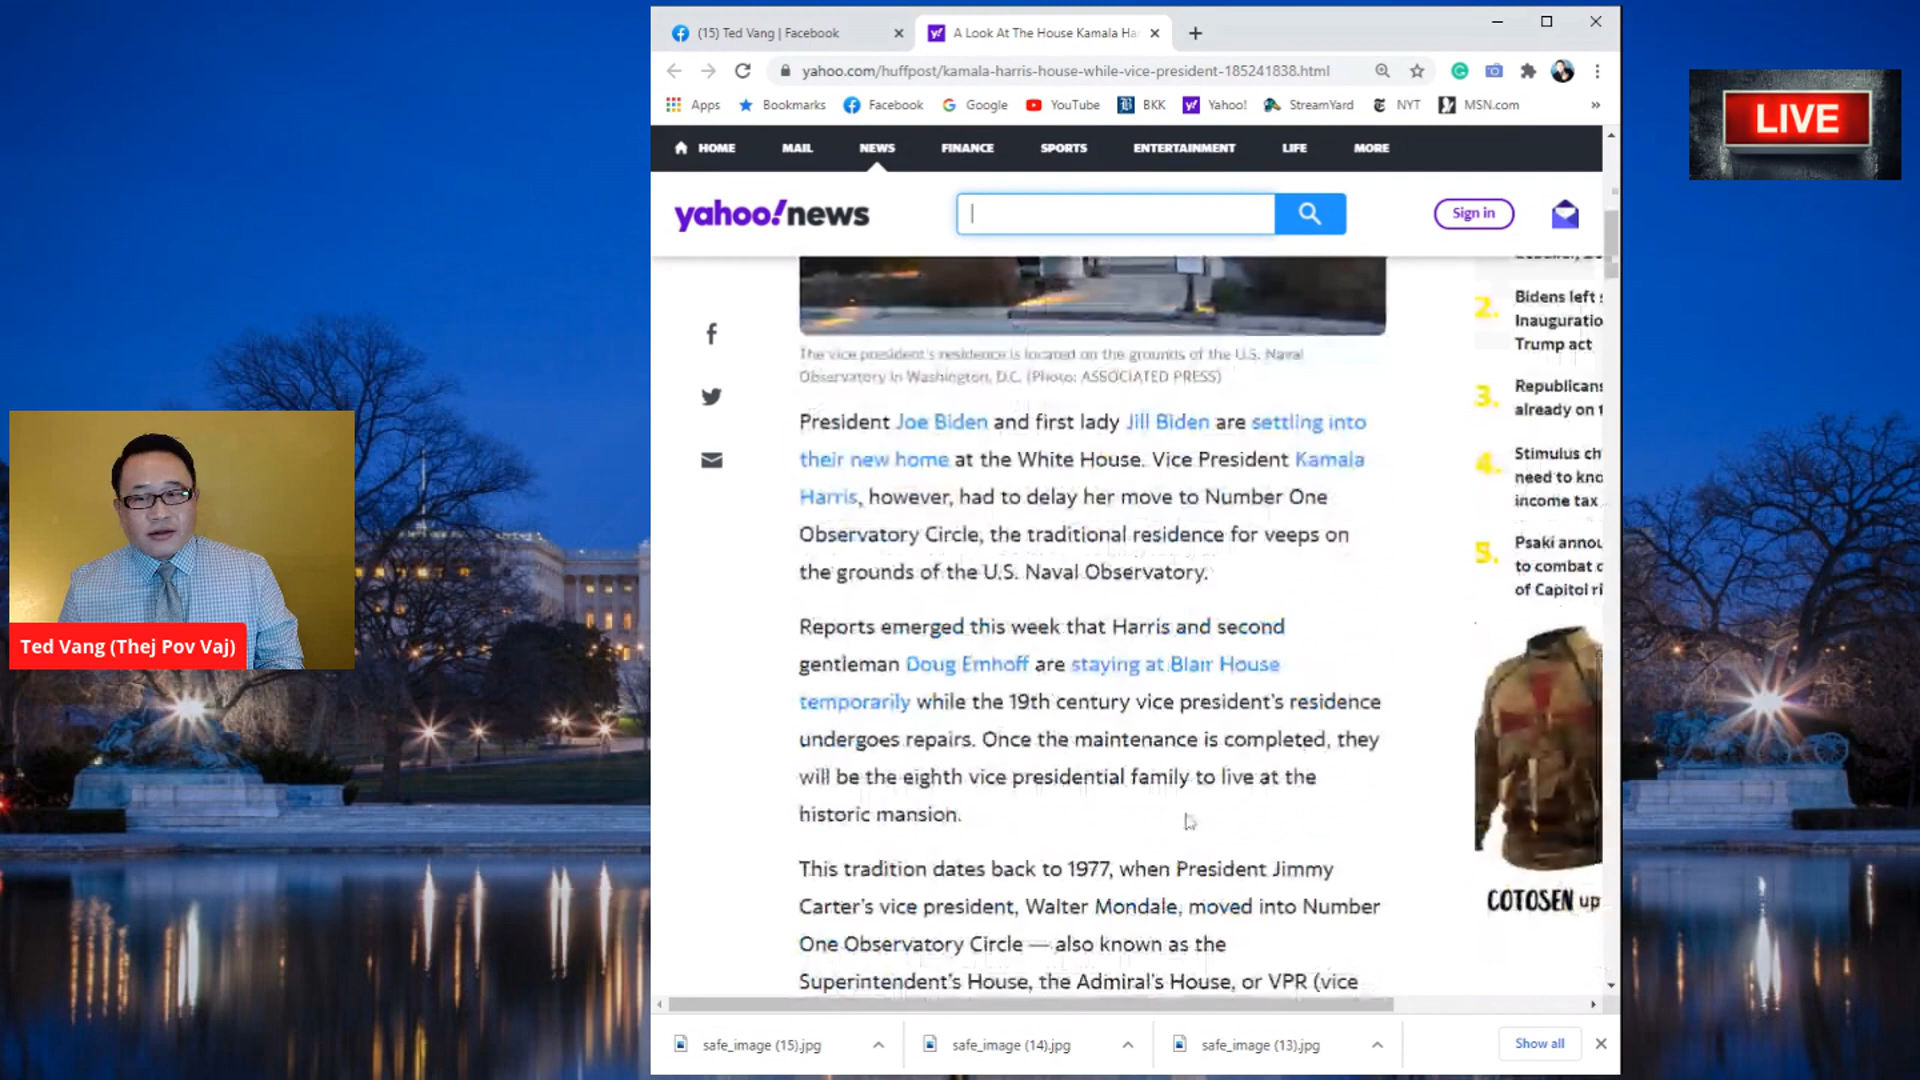 (15) Ted Vang | Facebook
A Look At The House Kamala Ha
yahoo.com/huffpost/kamala-harris-house-while-vice-president-185241838.html
Apps
Bookmarks
Facebook
Google
YouTube
BKK
Yahoo!
StreamYard
NYT
MSN.com
HOME
MAIL
NEWS
FINANCE
SPORTS
ENTERTAINMENT
LIFE
MORE
yahoo!news
Sign in
The vice president's residence is located on the grounds of the U.S. Naval
Observatory in Washington, D.C. (Photo: ASSOCIATED PRESS)
President Joe Biden and first lady Jill Biden are settling into
their new home at the White House. Vice President Kamala
Harris, however, had to delay her move to Number One
Observatory Circle, the traditional residence for veeps on
the grounds of the U.S. Naval Observatory.
Reports emerged this week that Harris and second
gentleman Doug Emhoff are staying at Blair House
temporarily while the 19th century vice president's residence
undergoes repairs. Once the maintenance is completed, they
will be the eighth vice presidential family to live at the
historic mansion.
This tradition dates back to 1977, when President Jimmy
Carter's vice president, Walter Mondale, moved into Number
One Observatory Circle — also known as the
Superintendent's House, the Admiral's House, or VPR (vice
2.
Bidens left
Inauguratio
Trump act
3.
Republicans
already on
4.
Stimulus ch
need to kno
income tax
5.
Psaki annou
to combat
of Capitol ri
COTOSEN up
safe_image (15).jpg
safe_image (14).jpg
safe_image (13).jpg
Show all
LIVE
Ted Vang (Thej Pov Vaj)